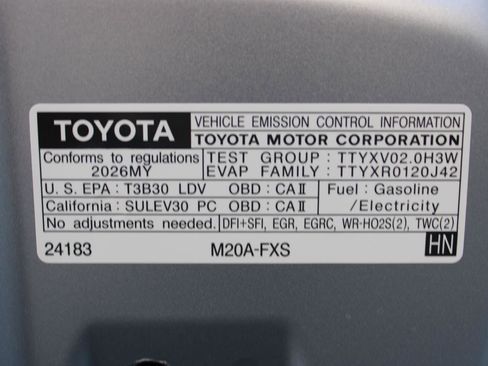 TOYOTA VEHICLE EMISSION CONTROL INFORMATION
TOYOTA MOTOR CORPORATION
Conforms to regulations TEST GROUP : TTYXV02.0H3W
2026MY EVAP FAMILY : TTYXR0120J42
U. S. EPA : T3B30 LDV OBD : CAⅡ Fuel : Gasoline
California : SULEV30 PC OBD : CAⅡ /Electricity
No adjustments needed. DFI+SFI, EGR, EGRC, WR-HO2S(2), TWC(2)
24183 M20A-FXS HN